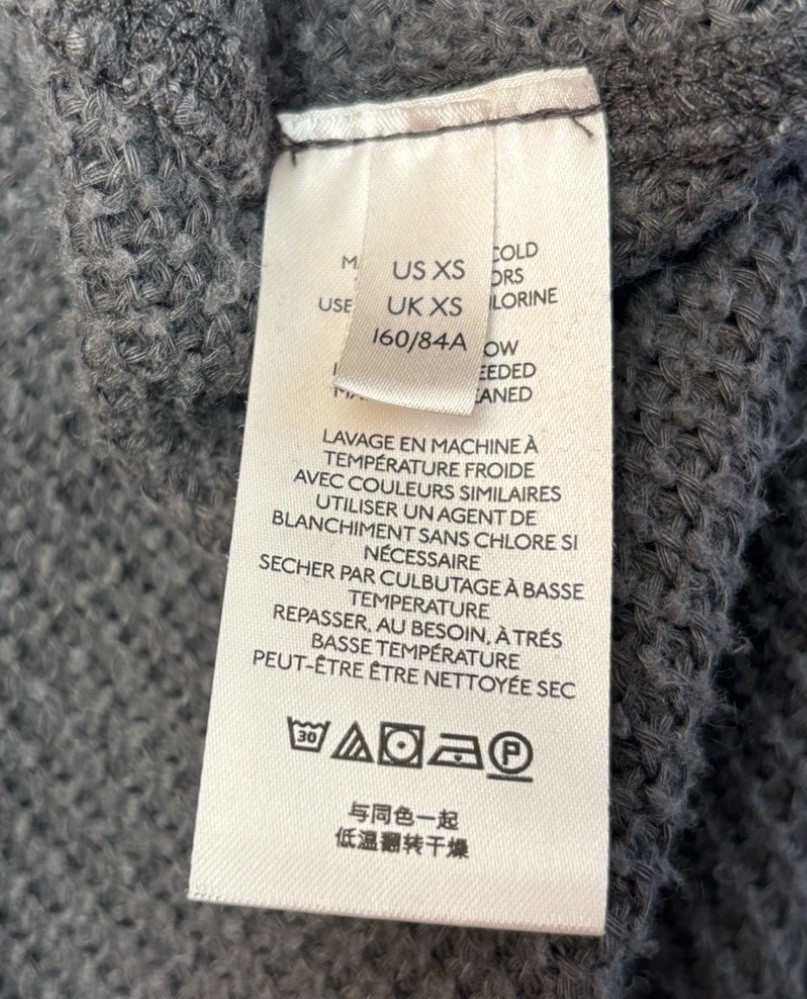 US XS
UK XS
160/84A
COLD
USE
LORINE
OW
EEDED
EANED
LAVAGE EN MACHINE À
TEMPÉRATURE FROIDE
AVEC COULEURS SIMILAIRES
UTILISER UN AGENT DE
BLANCHIMENT SANS CHLORE SI
NÉCESSAIRE
SECHER PAR CULBUTAGE À BASSE
TEMPERATURE
REPASSER, AU BESOIN, À TRÉS
BASSE TEMPÉRATURE
PEUT-ÊTRE ÊTRE NETTOYÉE SEC
30
P
与同色一起
低温翻转干燥